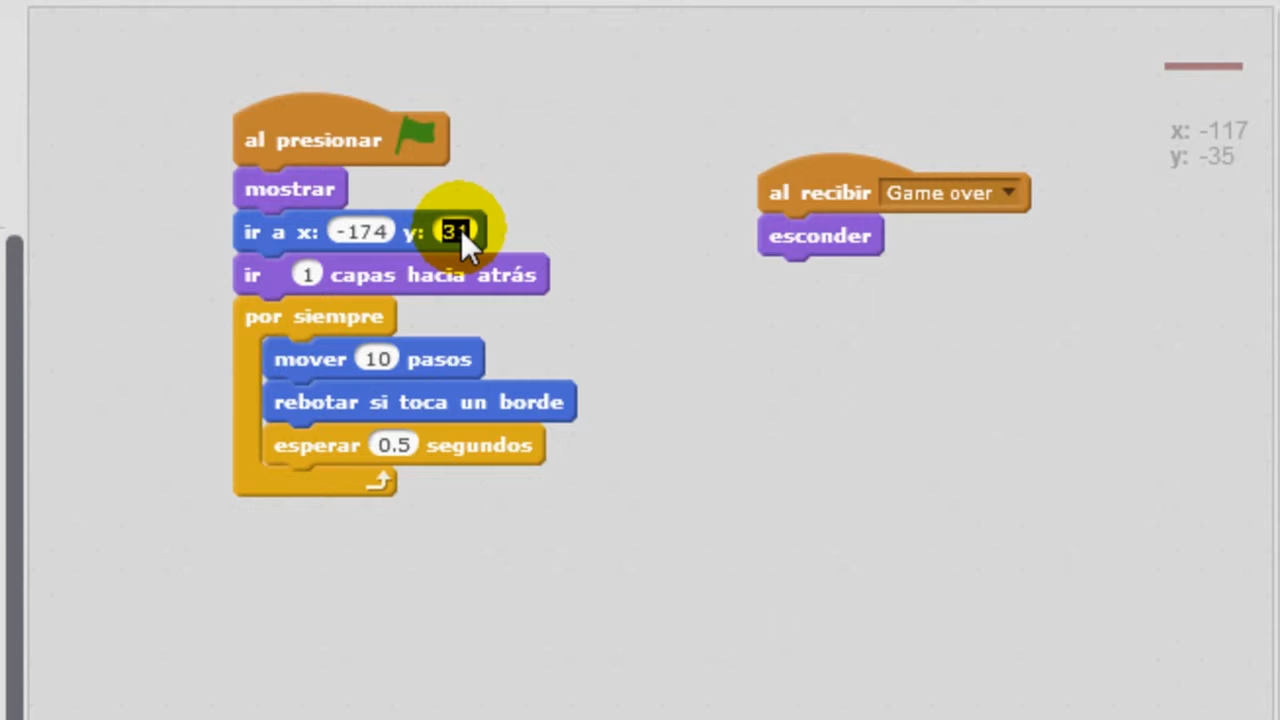 al presionar
mostrar
ir a x: -174 y: 31
ir 1 capas hacia atrás
por siempre
mover 10 pasos
rebotar si toca un borde
esperar 0.5 segundos
al recibir Game over
esconder
x: -117
y: -35